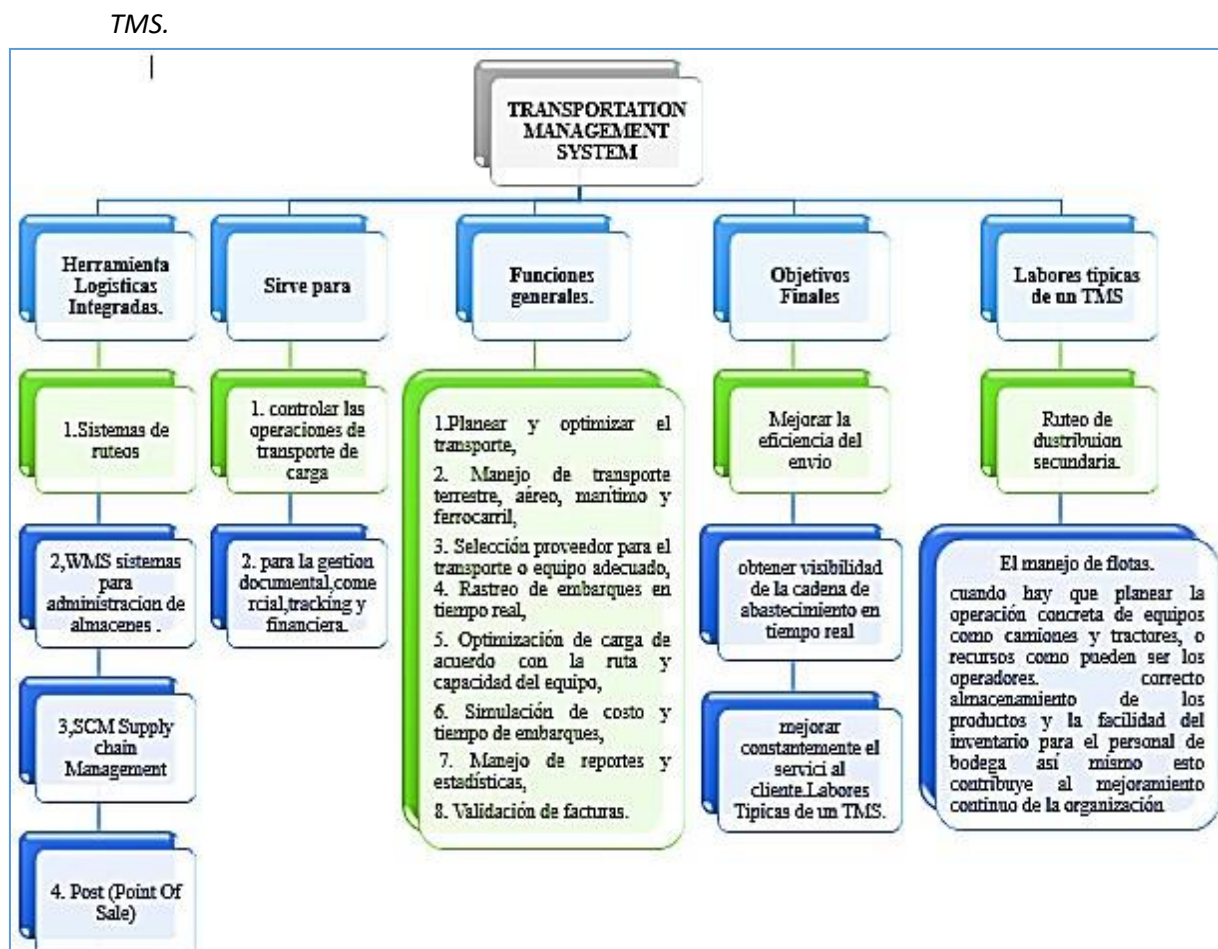 TMS.
TRANSPORTATION
MANAGEMENT
SYSTEM
Herramienta
Logisticas
Integradas.
1.Sistemas de
ruteos
2,WMS sistemas
para
administracion de
almacenes .
3,SCM Supply
chain
Management
4. Post (Point Of
Sale)
Sirve para
1. controlar las
operaciones de
transporte de
carga
2. para la gestion
documental,come
rcial,tracking y
financiera.
Funciones
generales.
1.Planear y optimizar el
transporte,
2. Manejo de transporte
terrestre, aéreo, marítimo y
ferrocarril,
3. Selección proveedor para el
transporte o equipo adecuado,
4. Rastreo de embarques en
tiempo real,
5. Optimización de carga de
acuerdo con la ruta y
capacidad del equipo,
6. Simulación de costo y
tiempo de embarques,
7. Manejo de reportes y
estadísticas,
8. Validación de facturas.
Objetivos
Finales
Mejorar la
eficiencia del
envio
obtener visibilidad
de la cadena de
abastecimiento en
tiempo real
mejorar
constantemente el
servici al
cliente.Labores
Tipicas de un TMS.
Labores tipicas
de un TMS
Ruteo de
dustribuion
secundaria.
El manejo de flotas.
cuando hay que planear la
operación concreta de equipos
como camiones y tractores, o
recursos como pueden ser los
operadores. correcto
almacenamiento de los
productos y la facilidad del
inventario para el personal de
bodega así mismo esto
contribuye al mejoramiento
continuo de la organización